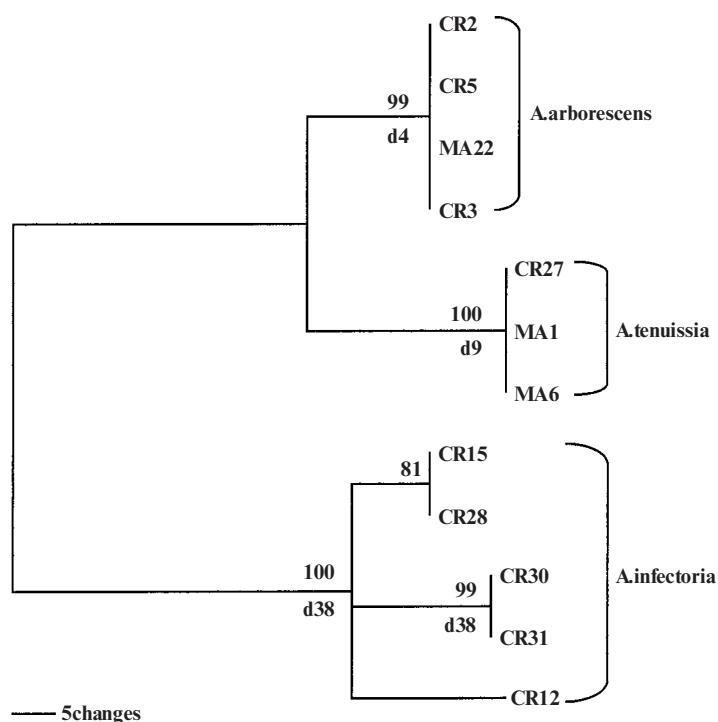 CR2
CR5
99
A.arborescens
d4
MA22
CR3
CR27
100
MA1
A.tenuissia
d9
MA6
CR15
81
CR28
100
CR30
A.infectoria
99
d38
d38
CR31
CR12
5changes